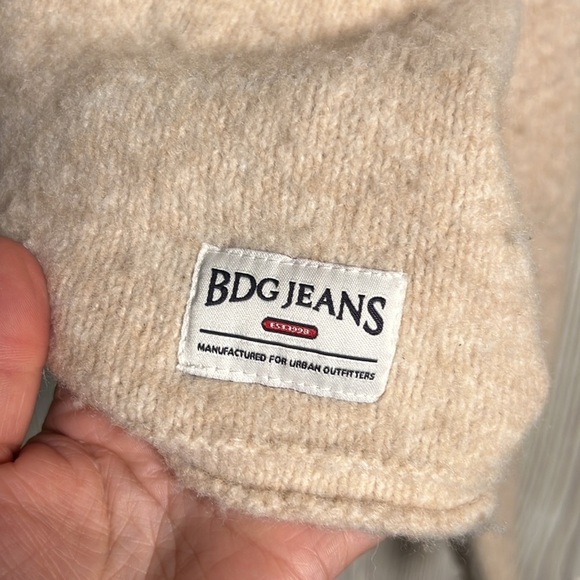 BDG JEANS
EST.1998
MANUFACTURED FOR URBAN OUTFITTERS